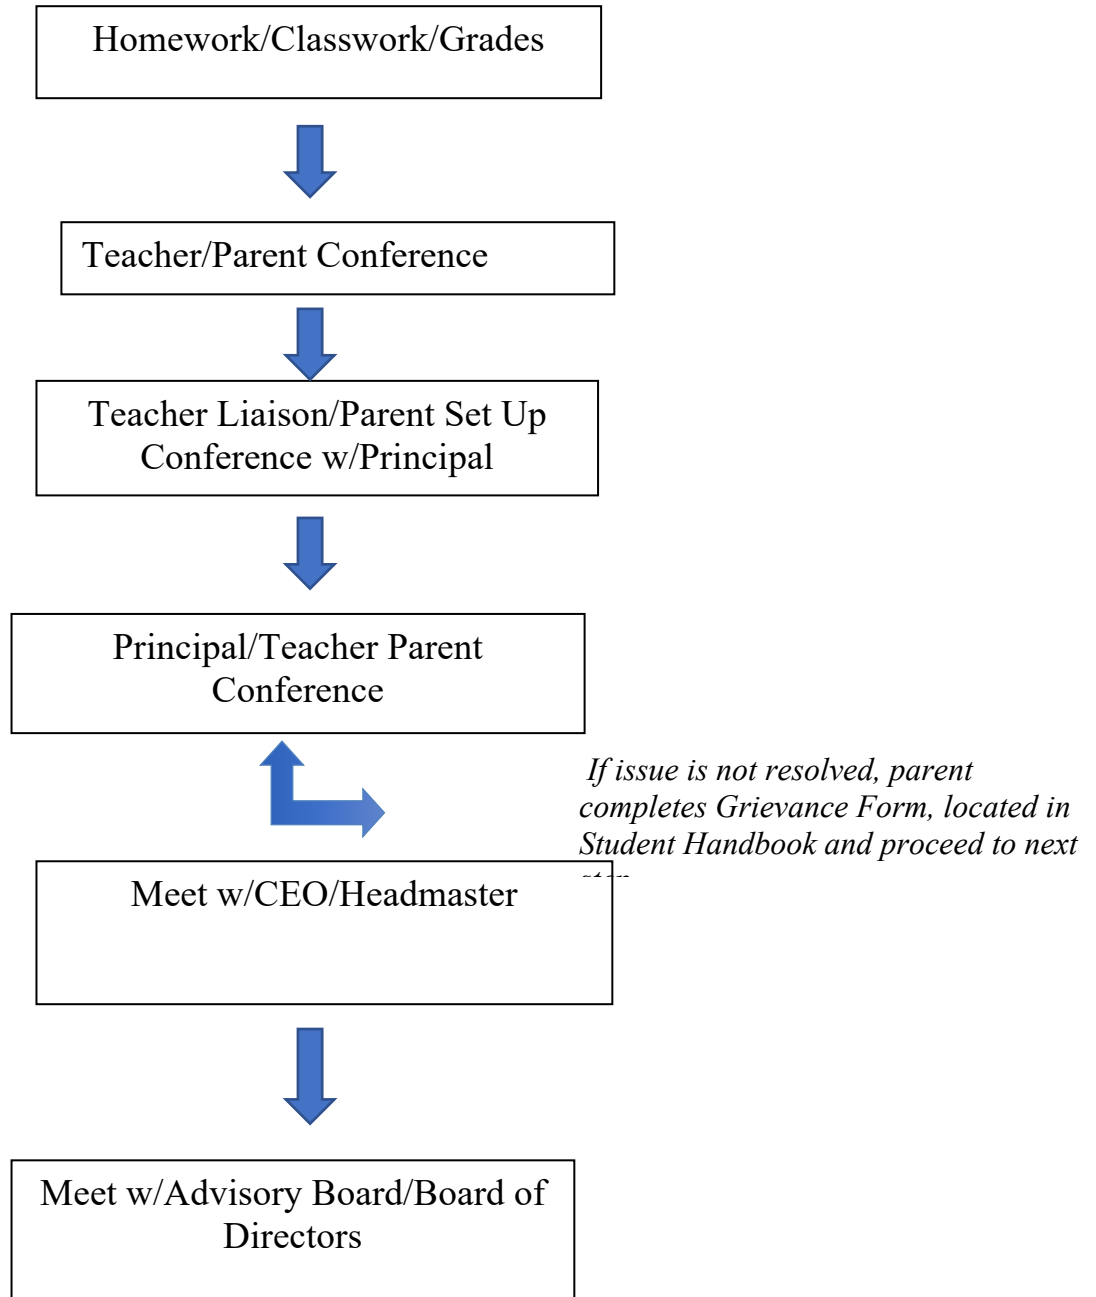 Homework/Classwork/Grades
Teacher/Parent Conference
Teacher Liaison/Parent Set Up
Conference w/Principal
Principal/Teacher Parent
Conference
If issue is not resolved, parent
completes Grievance Form, located in
Student Handbook and proceed to next
Meet w/CEO/Headmaster
Meet w/Advisory Board/Board of
Directors